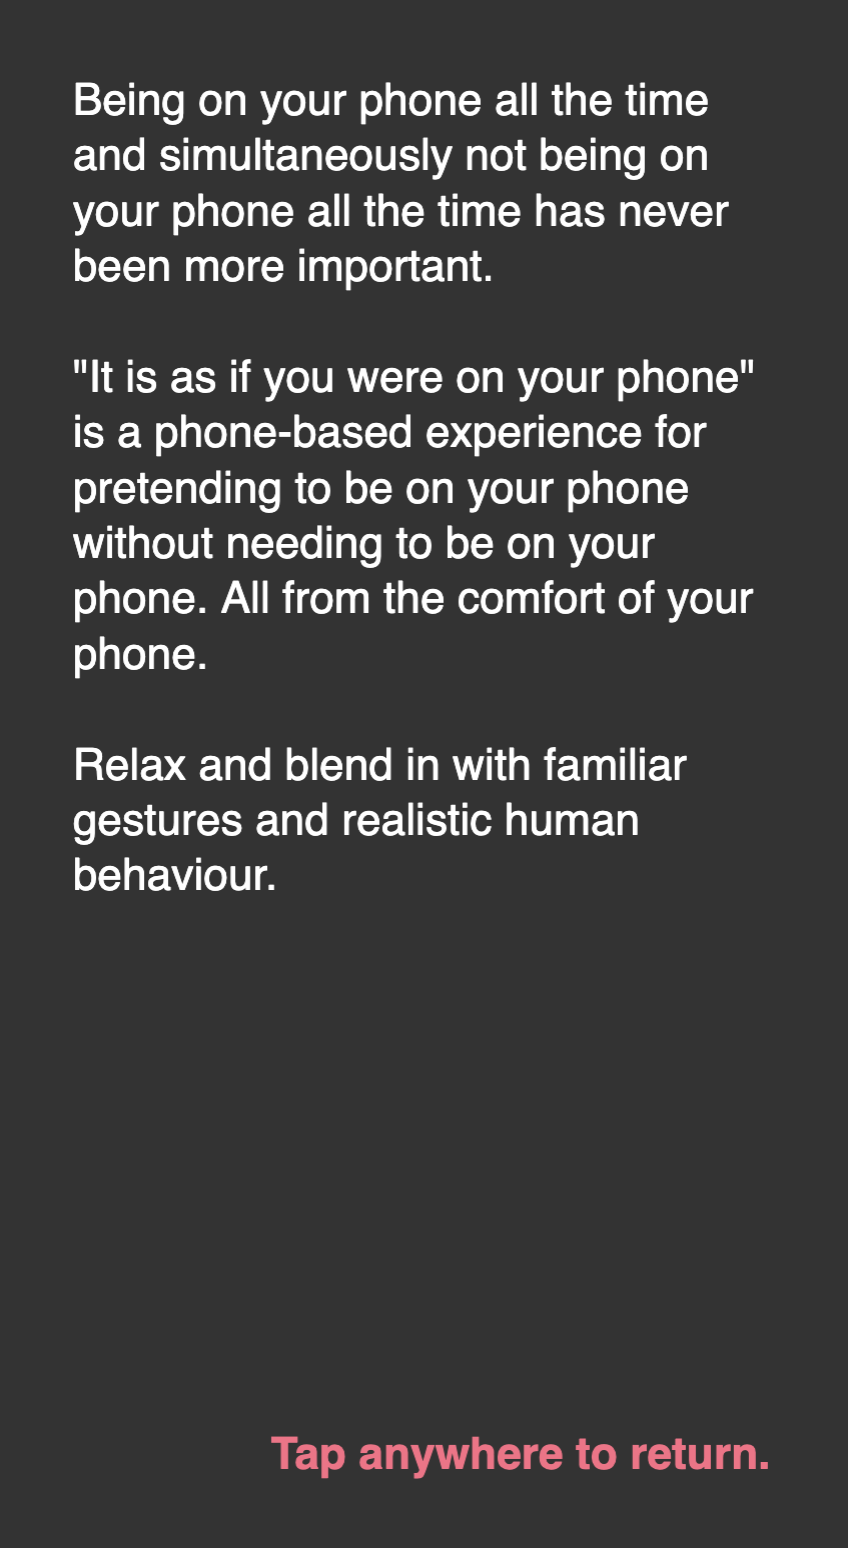 Being on your phone all the time
and simultaneously not being on
your phone all the time has never
been more important.
"It is as if you were on your phone"
is a phone-based experience for
pretending to be on your phone
without needing to be on your
phone. All from the comfort of your
phone.
Relax and blend in with familiar
gestures and realistic human
behaviour.
Tap anywhere to return.